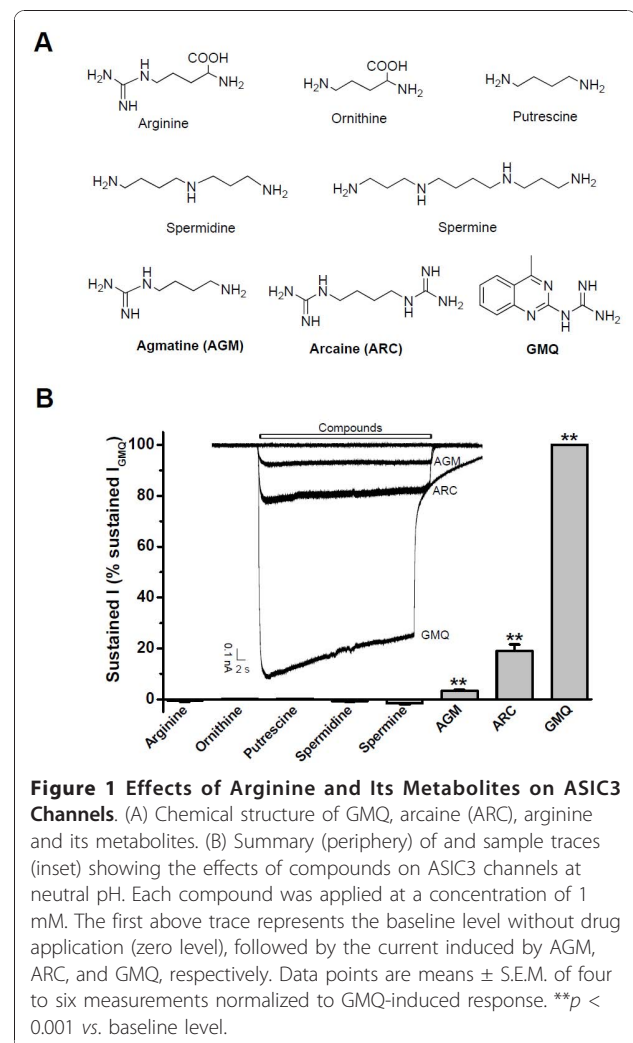 A
COOH
H
H2N
N
NH2
NH
Arginine
COOH
H2N
NH2
Ornithine
H2N
NH2
Putrescine
H2N
N
H
NH2
Spermidine
H
H2N
N
N
NH2
H
Spermine
H
H2N
N
NH2
NH
Agmatine (AGM)
H
NH
H2N
N
N
NH2
NH
H
Arcaine (ARC)
N
NH
N
N
NH2
H
GMQ
B
Sustained I (% sustained IGMQ)
100
80
60
40
20
0
Compounds
AGM
ARC
GMQ
0.1 nA
2 s
**
**
**
Arginine
Ornithine
Putrescine
Spermidine
Spermine
AGM
ARC
GMQ
Figure 1 Effects of Arginine and Its Metabolites on ASIC3
Channels. (A) Chemical structure of GMQ, arcaine (ARC), arginine
and its metabolites. (B) Summary (periphery) of and sample traces
(inset) showing the effects of compounds on ASIC3 channels at
neutral pH. Each compound was applied at a concentration of 1
mM. The first above trace represents the baseline level without drug
application (zero level), followed by the current induced by AGM,
ARC, and GMQ, respectively. Data points are means ± S.E.M. of four
to six measurements normalized to GMQ-induced response. **p <
0.001 vs. baseline level.